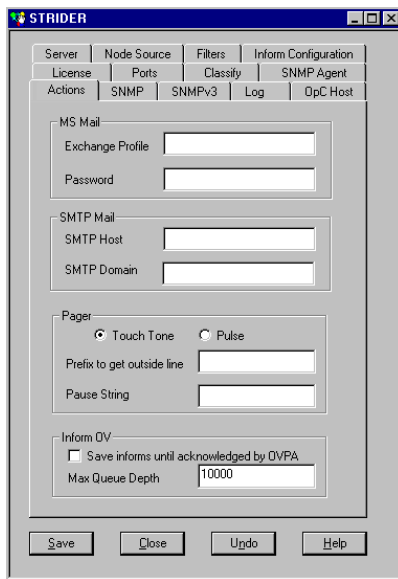 STRIDER
Server Node Source Filters Inform Configuration
License Ports Classify SNMP Agent
Actions SNMP SNMPv3 Log OpC Host
MS Mail
Exchange Profile
Password
SMTP Mail
SMTP Host
SMTP Domain
Pager
Touch Tone Pulse
Prefix to get outside line
Pause String
Inform OV
Save informs until acknowledged by OVPA
Max Queue Depth 10000
Save Close Undo Help